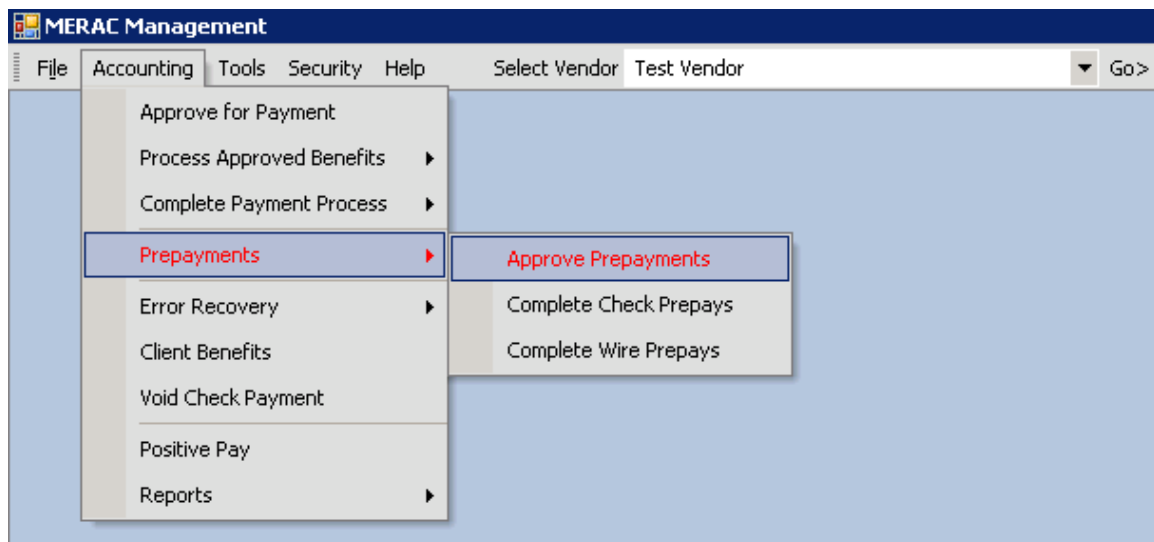 MERAC Management
File Accounting Tools Security Help Select Vendor Test Vendor Go>
Approve for Payment
Process Approved Benefits
Complete Payment Process
Prepayments
Approve Prepayments
Complete Check Prepays
Complete Wire Prepays
Error Recovery
Client Benefits
Void Check Payment
Positive Pay
Reports